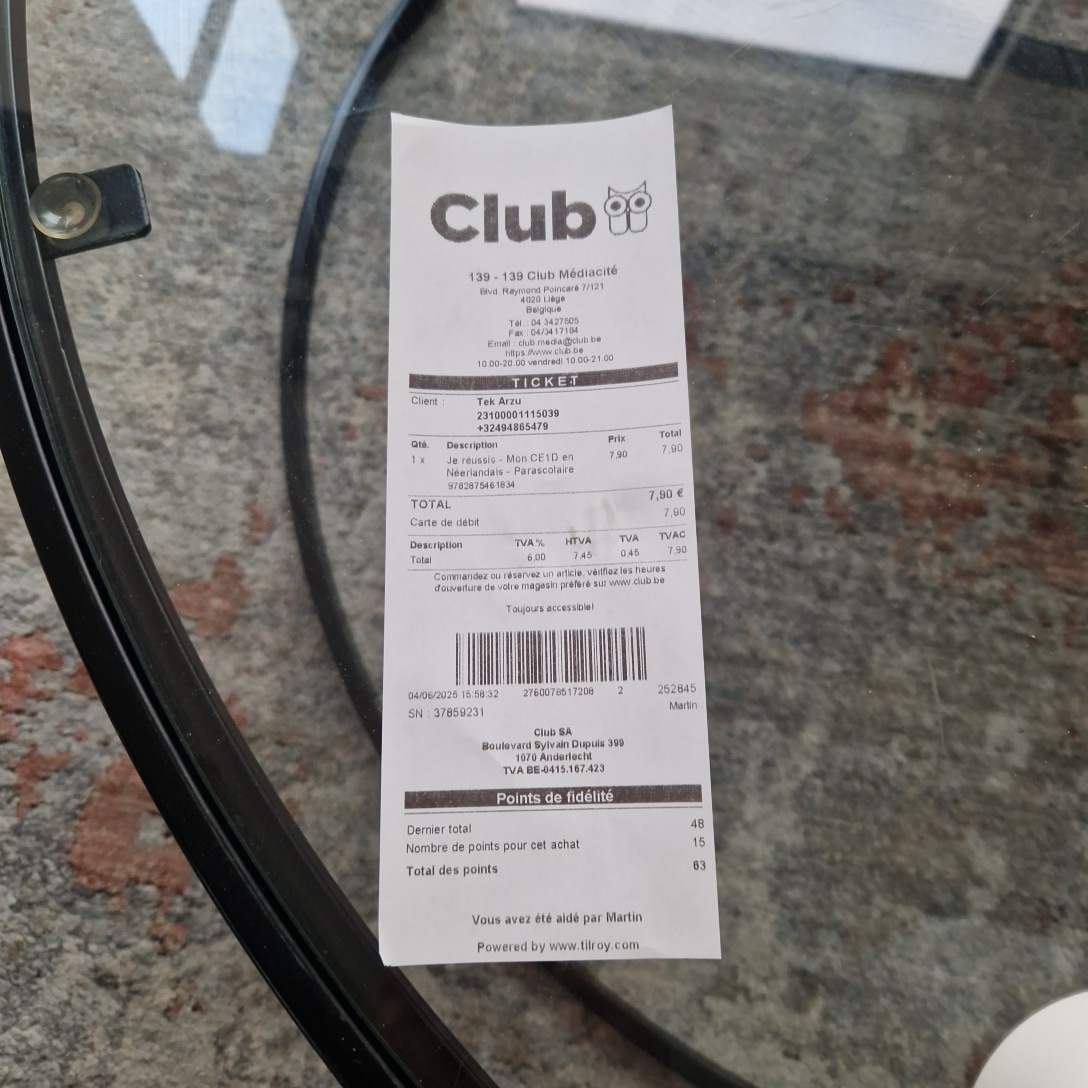 Club
139 - 139 Club Médiacité
Blvd. Raymond Poincaré 7/121
4020 Liège
Belgique
Tél. : 04 3427605
Fax : 04/3417184
Email : club.media@club.be
https://www.club.be
10.00-20.00 vendredi 10.00-21.00
TICKET
Client : Tek Arzu
23100001115039
+32494865479
Qté. Description Prix Total
1 x Je réussis - Mon CE1D en 7,90 7,90
Néerlandais - Parascolaire
9782875461834
TOTAL 7,90 €
Carte de débit 7,90
Description TVA % HTVA TVA TVAC
Total 6,00 7,45 0,45 7,90
Commandez ou réservez un article, vérifiez les heures
d'ouverture de votre magasin préféré sur www.club.be
Toujours accessible!
04/06/2025 15:58:32 2760078517208 2 252845
SN : 37859231 Martin
Club SA
Boulevard Sylvain Dupuis 399
1070 Anderlecht
TVA BE-0415.167.423
Points de fidélité
Dernier total 48
Nombre de points pour cet achat 15
Total des points 63
Vous avez été aidé par Martin
Powered by www.tilroy.com